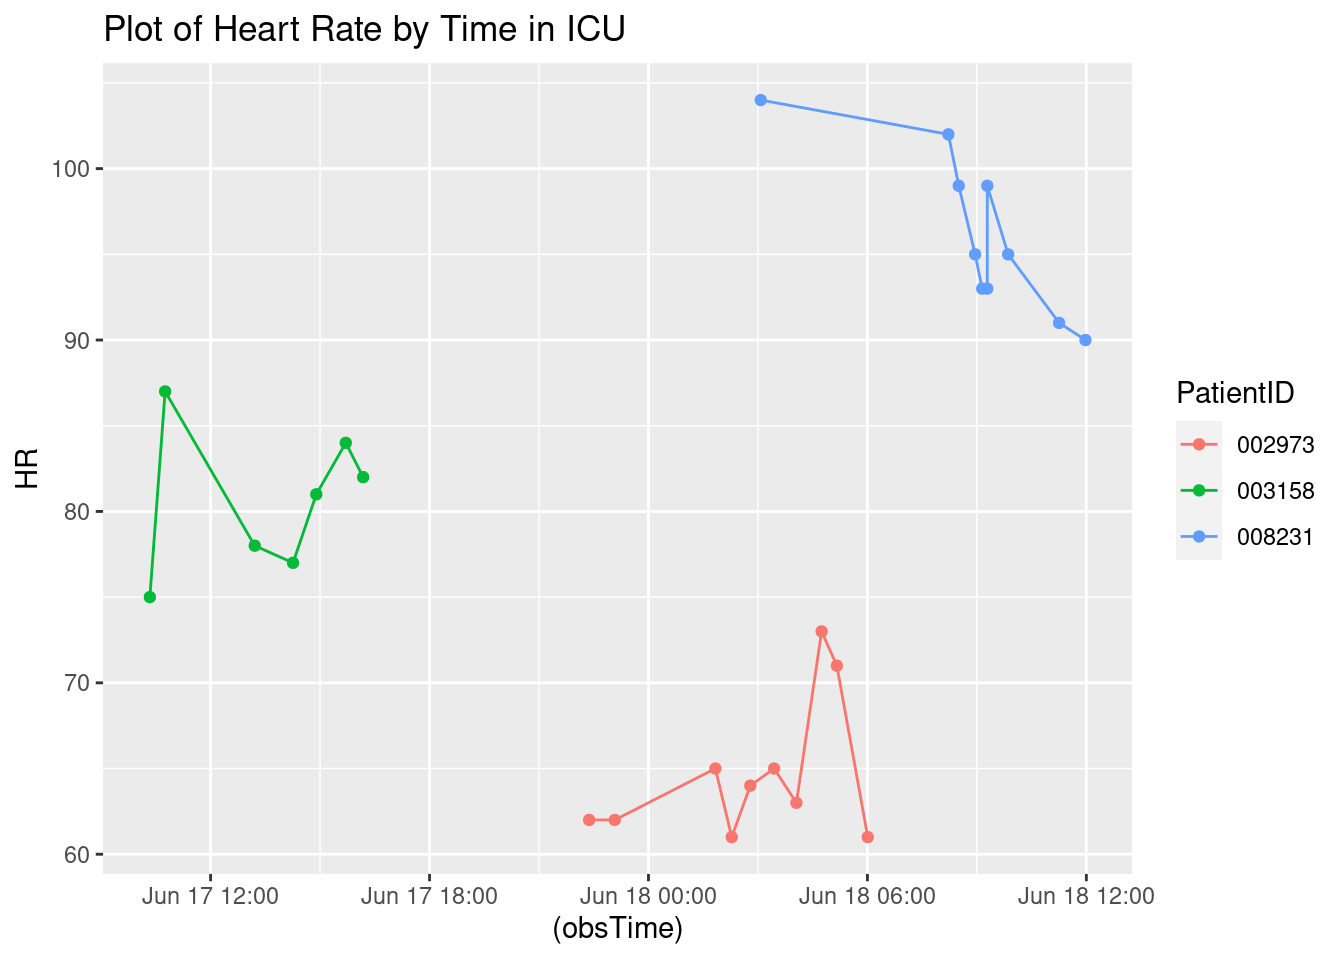 Plot of Heart Rate by Time in ICU
HR
100
90
80
70
60
Jun 17 12:00 Jun 17 18:00 Jun 18 00:00 Jun 18 06:00 Jun 18 12:00
(obsTime)
PatientID
002973
003158
008231